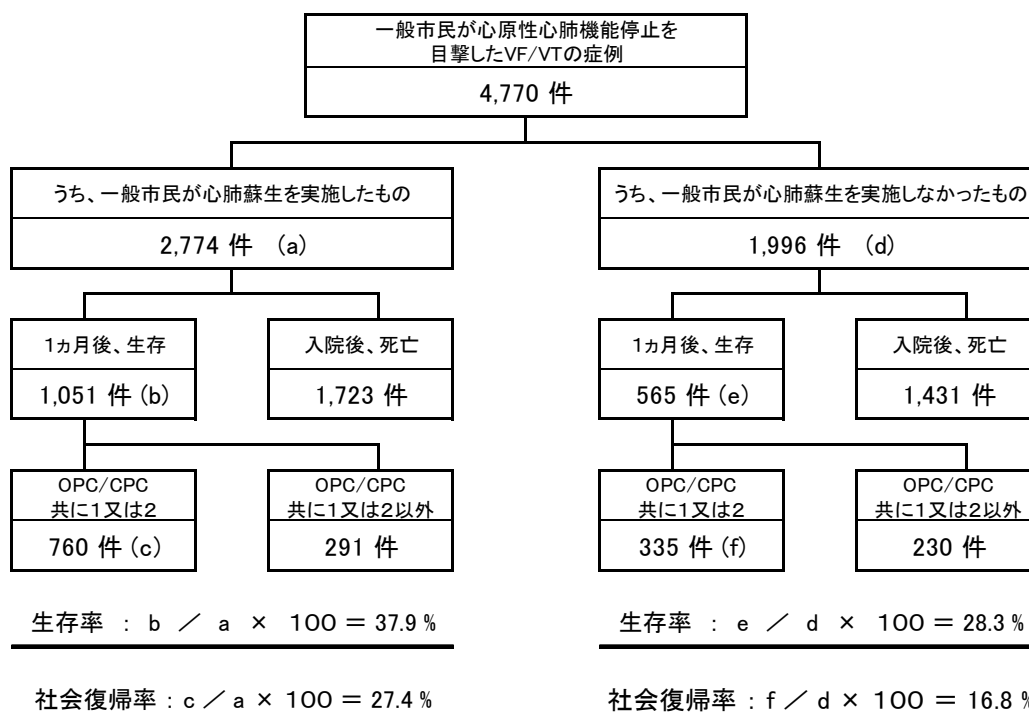 一般市民が心原性心肺機能停止を
目撃したVF/VTの症例
4,770 件
うち、一般市民が心肺蘇生を実施したもの
2,774 件 (a)
うち、一般市民が心肺蘇生を実施しなかったもの
1,996 件 (d)
1ヵ月後、生存
1,051 件 (b)
入院後、死亡
1,723 件
1ヵ月後、生存
565 件 (e)
入院後、死亡
1,431 件
OPC/CPC
共に1又は2
760 件 (c)
OPC/CPC
共に1又は2以外
291 件
OPC/CPC
共に1又は2
335 件 (f)
OPC/CPC
共に1又は2以外
230 件
生存率 : b / a × 100 = 37.9 %
生存率 : e / d × 100 = 28.3 %
社会復帰率 : c / a × 100 = 27.4 %
社会復帰率 : f / d × 100 = 16.8 %